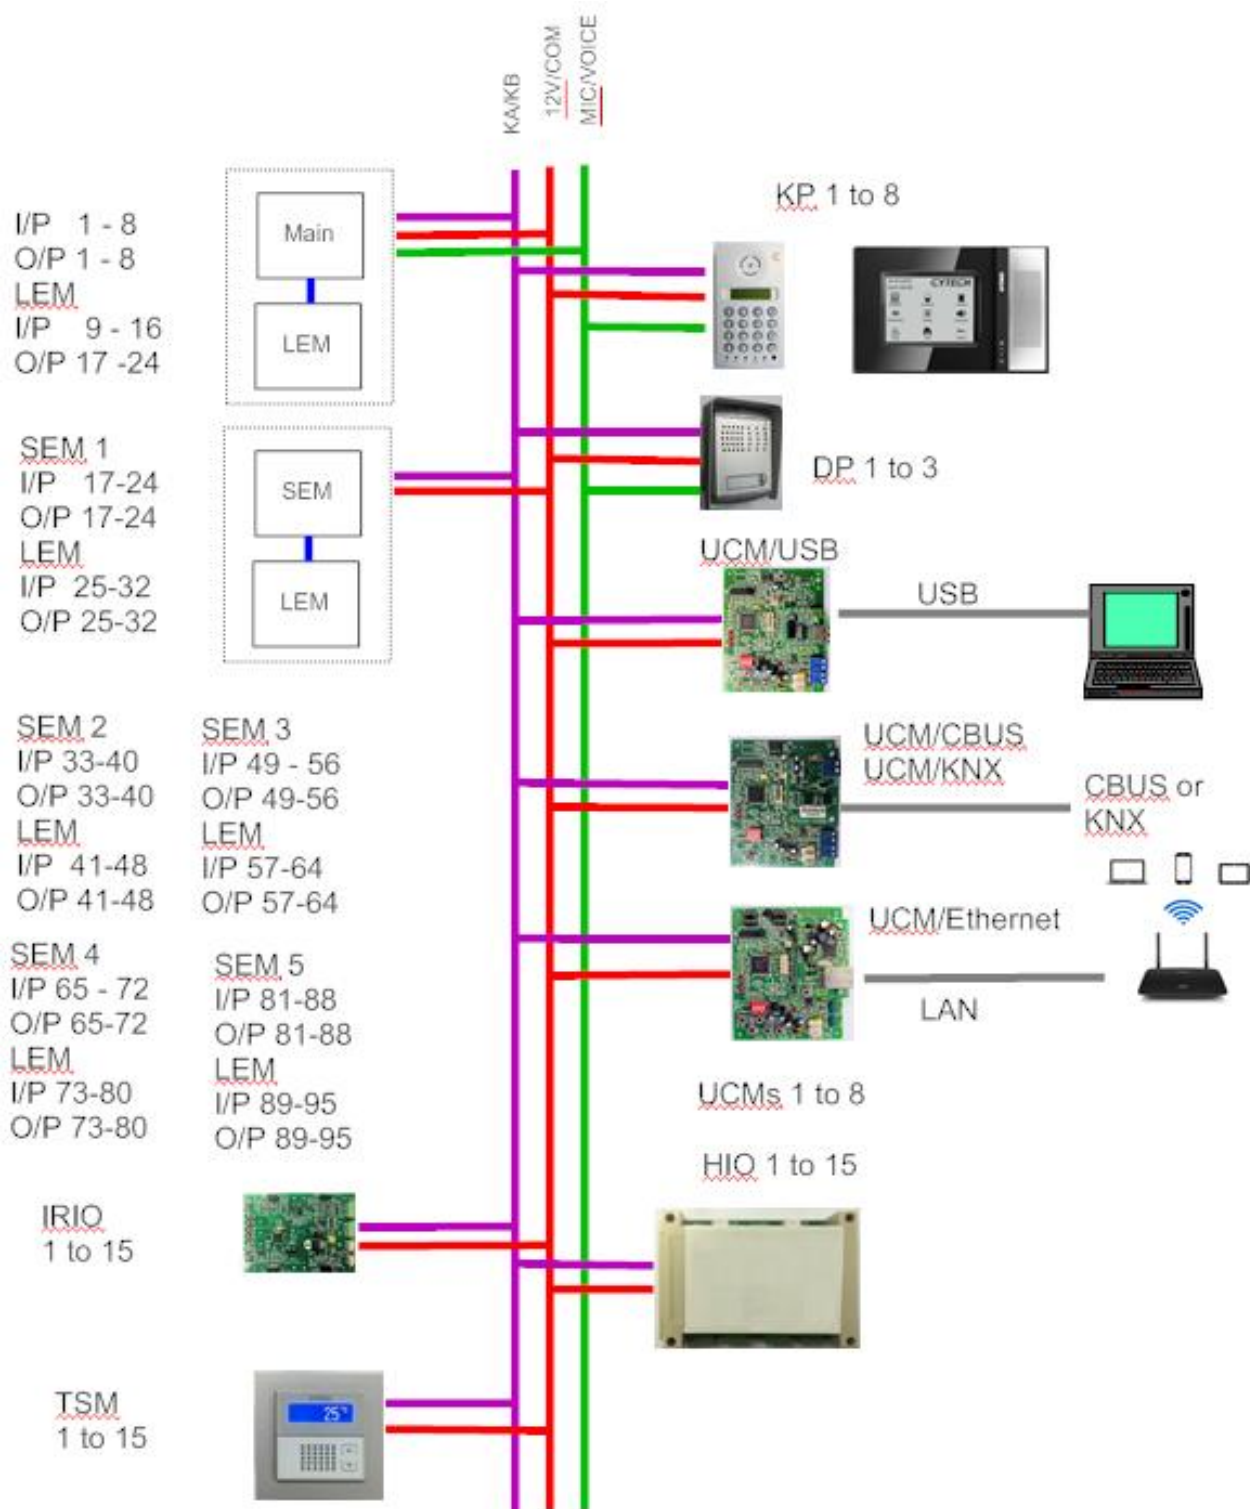 KA/KB
12V/COM
MIC/VOICE
I/P 1 - 8
O/P 1 - 8
LEM
I/P 9 - 16
O/P 17 -24
Main
LEM
KP 1 to 8
CYTECH
SEM 1
I/P 17-24
O/P 17-24
LEM
I/P 25-32
O/P 25-32
SEM
LEM
DP 1 to 3
UCM/USB
USB
SEM 2
I/P 33-40
O/P 33-40
LEM
I/P 41-48
O/P 41-48
SEM 3
I/P 49 - 56
O/P 49-56
LEM
I/P 57-64
O/P 57-64
UCM/CBUS
UCM/KNX
CBUS or
KNX
SEM 4
I/P 65 - 72
O/P 65-72
LEM
I/P 73-80
O/P 73-80
SEM 5
I/P 81-88
O/P 81-88
LEM
I/P 89-95
O/P 89-95
UCM/Ethernet
LAN
UCMs 1 to 8
HIO 1 to 15
IRIO
1 to 15
TSM
1 to 15
25°